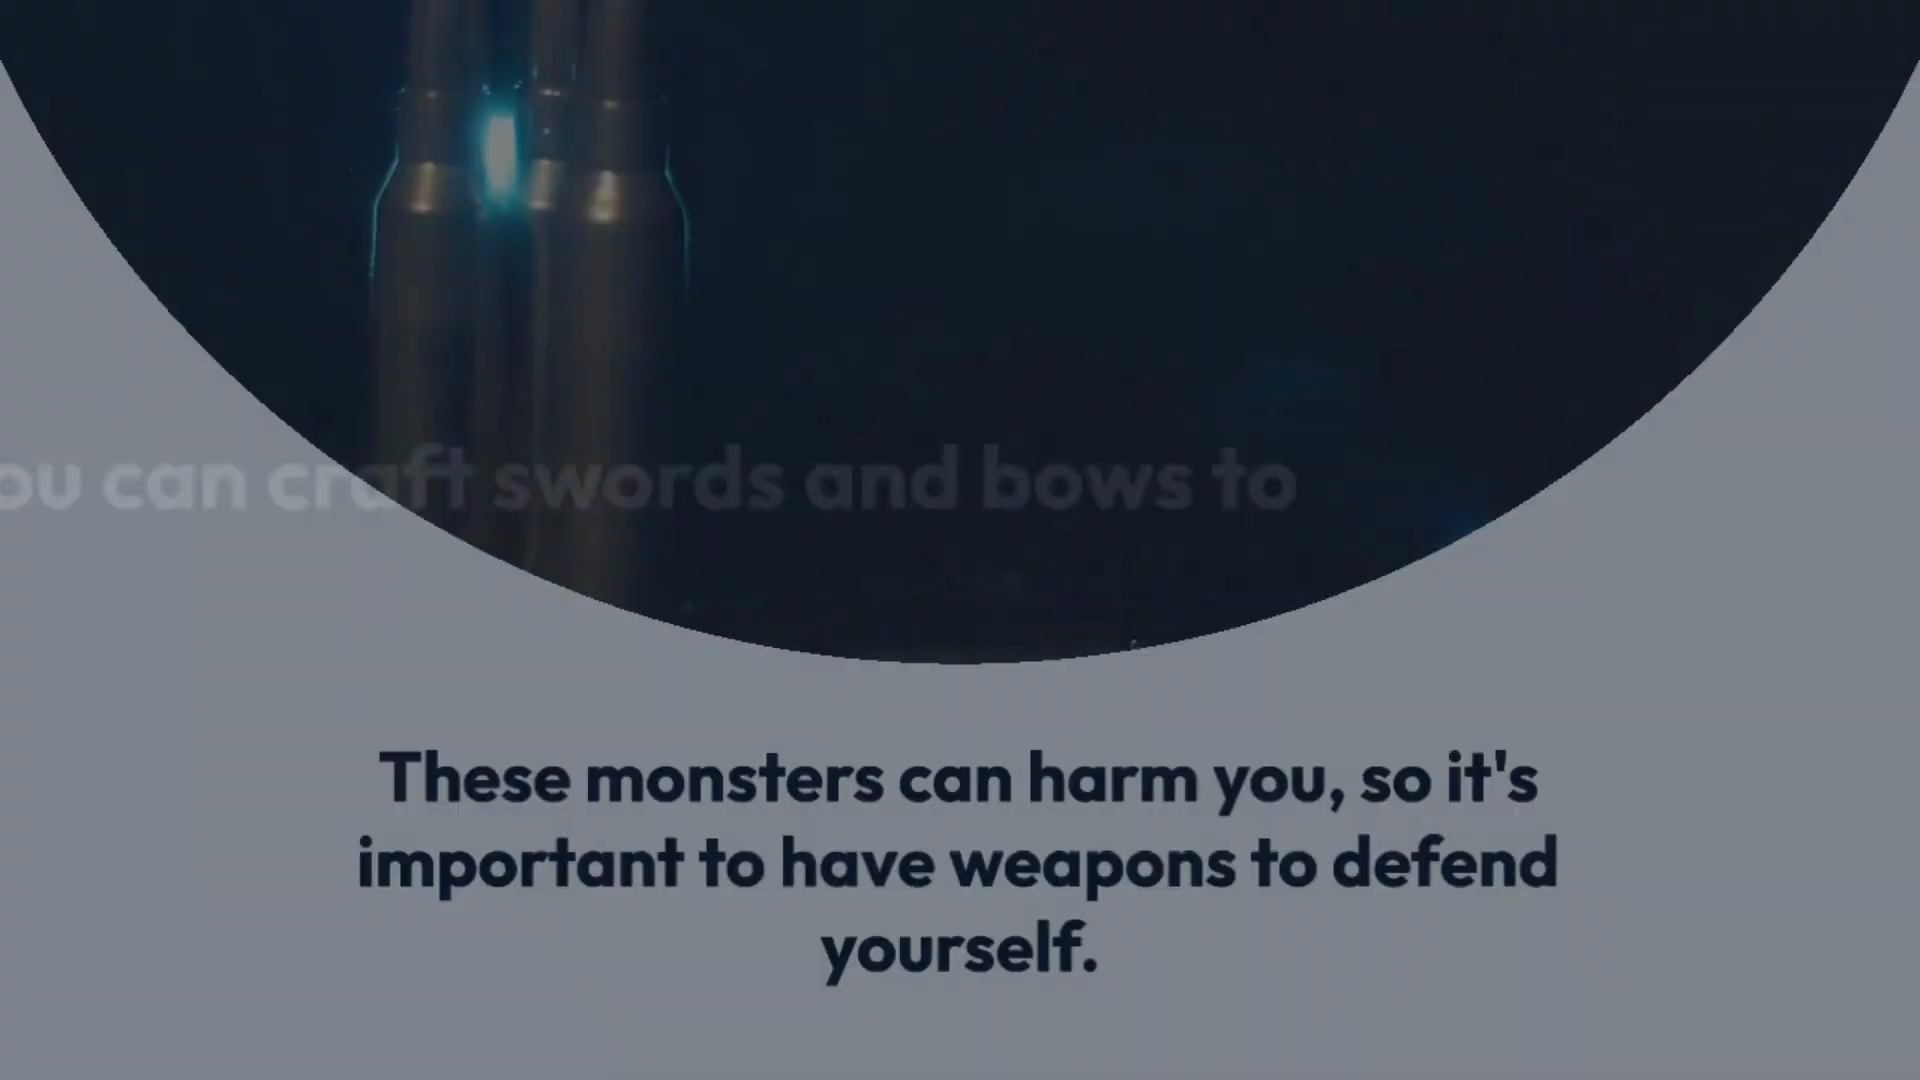 ou can craft swords and bows to
These monsters can harm you, so it's
important to have weapons to defend
yourself.